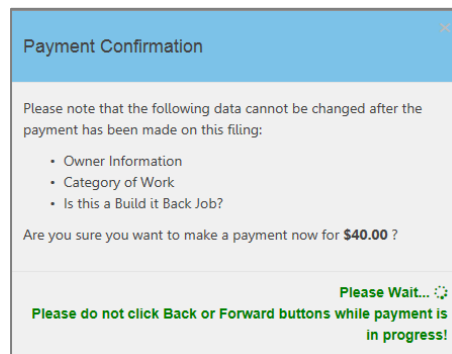 Payment Confirmation
Please note that the following data cannot be changed after the
payment has been made on this filing:
• Owner Information
• Category of Work
• Is this a Build it Back Job?
Are you sure you want to make a payment now for $40.00 ?
Please Wait...
Please do not click Back or Forward buttons while payment is
in progress!